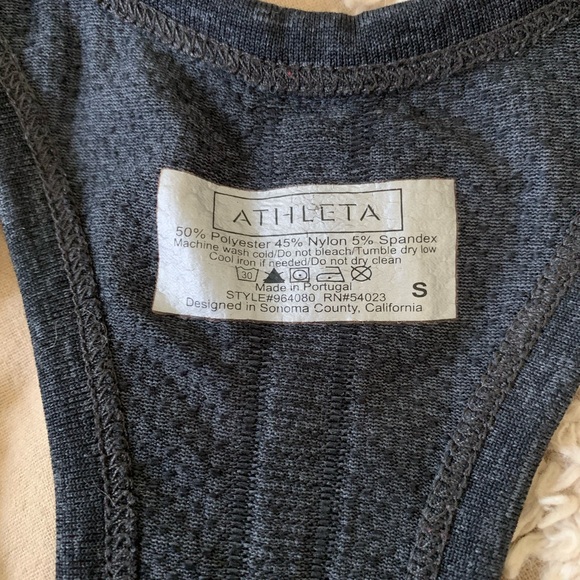 ATHLETA
50% Polyester 45% Nylon 5% Spandex
Machine wash cold/Do not bleach/Tumble dry low
Cool iron if needed/Do not dry clean
30
Made in Portugal
STYLE#964080 RN#54023
S
Designed in Sonoma County, California